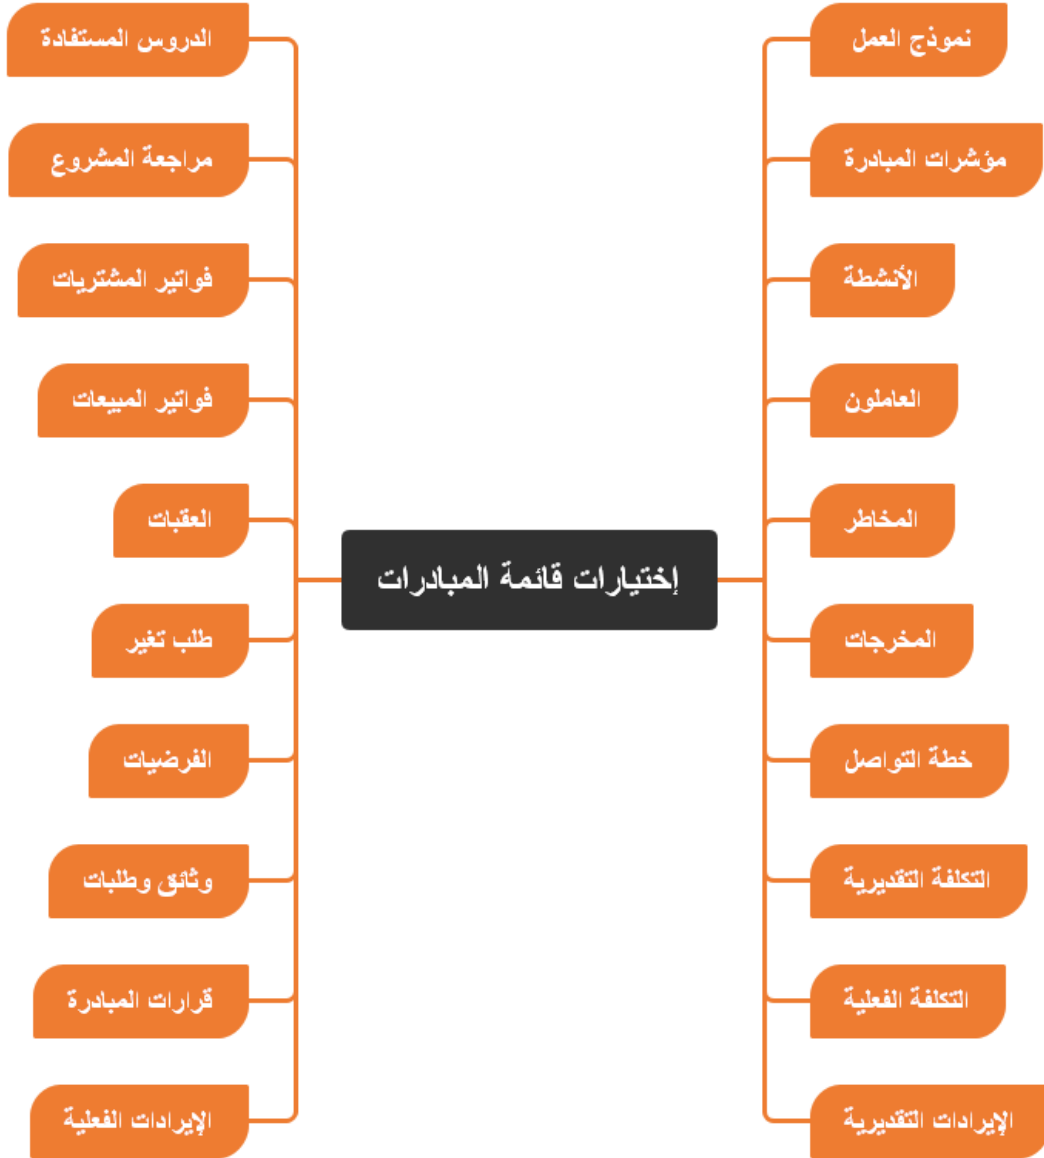 نموذج العمل
مؤشرات المبادرة
الأنشطة
العاملون
المخاطر
المخرجات
خطة التواصل
التكلفة التقديرية
التكلفة الفعلية
الإيرادات التقديرية
إختيارات قائمة المبادرات
الدروس المستفادة
مراجعة المشروع
فواتير المشتريات
فواتير المبيعات
العقبات
طلب تغير
الفرضيات
وثائق وطلبات
قرارات المبادرة
الإيرادات الفعلية